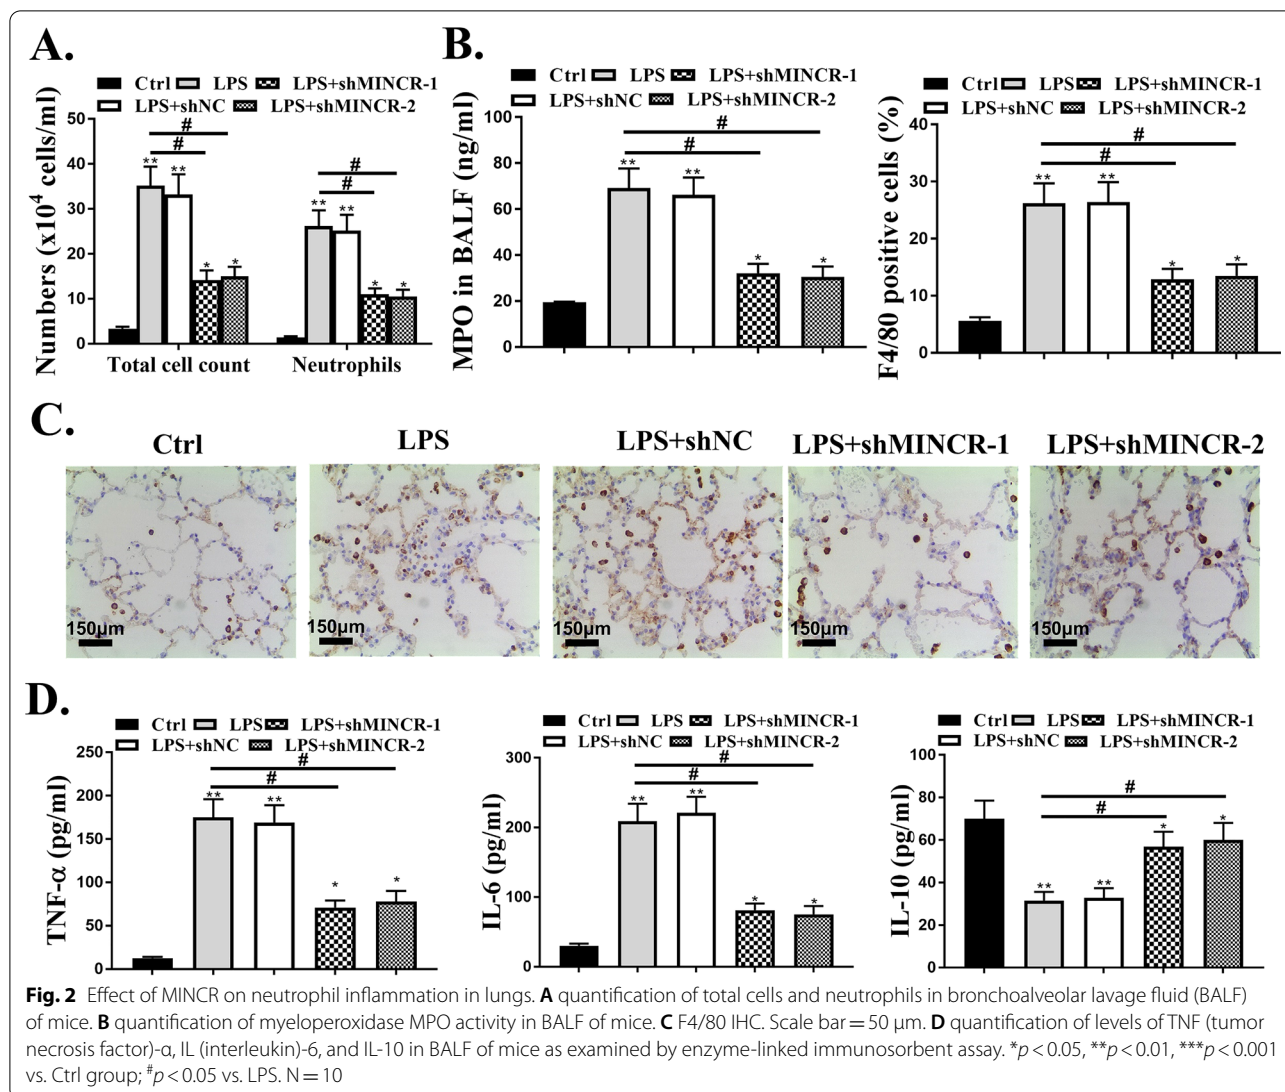 A.
Ctrl LPS LPS+shMINCR-1
LPS+shNC LPS+shMINCR-2
Numbers (x10⁴ cells/ml)
50
40
30
20
10
0
#
#
** ** * *
#
#
** ** * *
Total cell count Neutrophils
B.
Ctrl LPS LPS+shMINCR-1
LPS+shNC LPS+shMINCR-2
MPO in BALF (ng/ml)
100
80
60
40
20
0
#
#
** ** * *
Ctrl LPS LPS+shMINCR-1
LPS+shNC LPS+shMINCR-2
F4/80 positive cells (%)
40
30
20
10
0
#
#
** ** * *
C.
Ctrl LPS LPS+shNC LPS+shMINCR-1 LPS+shMINCR-2
150μm 150μm 150μm 150μm 150μm
D.
Ctrl LPS LPS+shMINCR-1
LPS+shNC LPS+shMINCR-2
TNF-α (pg/ml)
250
200
150
100
50
0
#
#
** ** * *
Ctrl LPS LPS+shMINCR-1
LPS+shNC LPS+shMINCR-2
IL-6 (pg/ml)
300
200
100
0
#
#
** ** * *
Ctrl LPS LPS+shMINCR-1
LPS+shNC LPS+shMINCR-2
IL-10 (pg/ml)
80
60
40
20
0
#
#
** ** * *
Fig. 2 Effect of MINCR on neutrophil inflammation in lungs. A quantification of total cells and neutrophils in bronchoalveolar lavage fluid (BALF)
of mice. B quantification of myeloperoxidase MPO activity in BALF of mice. C F4/80 IHC. Scale bar = 50 μm. D quantification of levels of TNF (tumor
necrosis factor)-α, IL (interleukin)-6, and IL-10 in BALF of mice as examined by enzyme-linked immunosorbent assay. *p < 0.05, **p < 0.01, ***p < 0.001
vs. Ctrl group; #p < 0.05 vs. LPS. N = 10